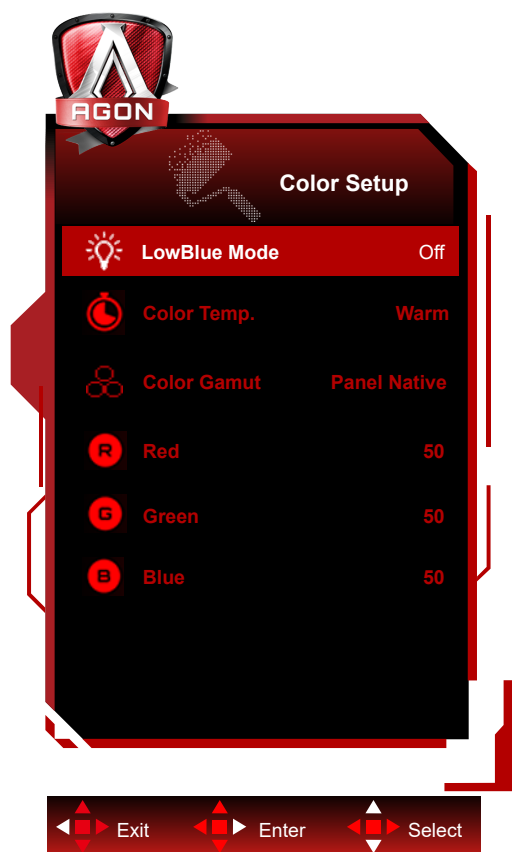 AGON
Color Setup
LowBlue Mode Off
Color Temp. Warm
Color Gamut Panel Native
R Red 50
G Green 50
B Blue 50
Exit Enter Select